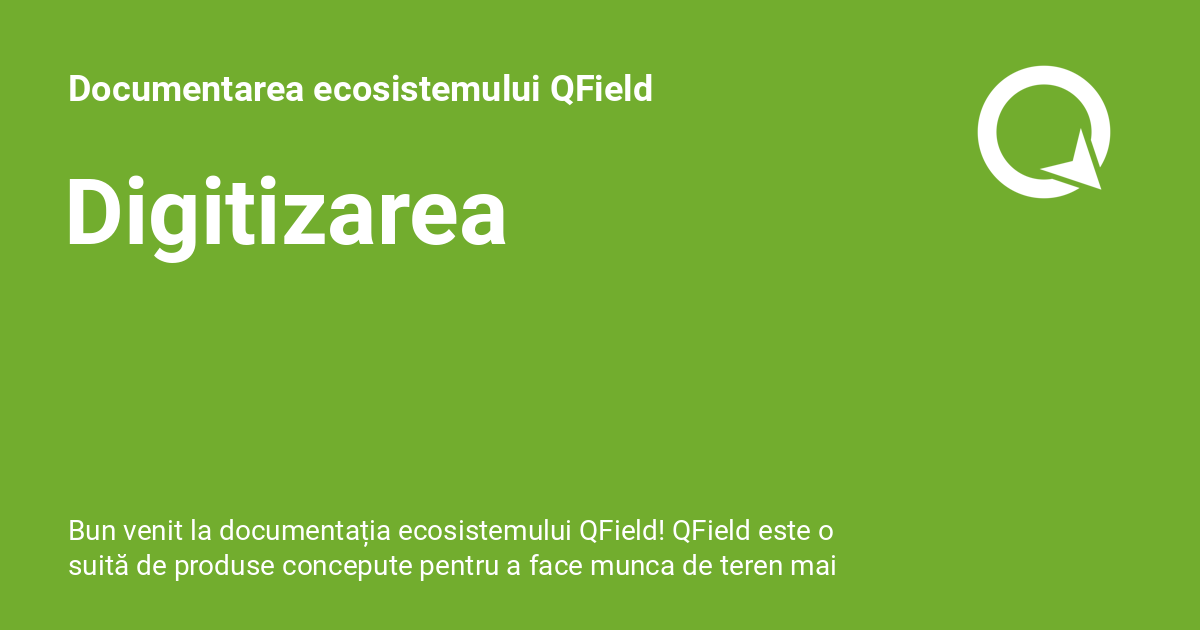 Documentarea ecosistemului QField
Digitizarea
Bun venit la documentația ecosistemului QField! QField este o
suită de produse concepute pentru a face munca de teren mai